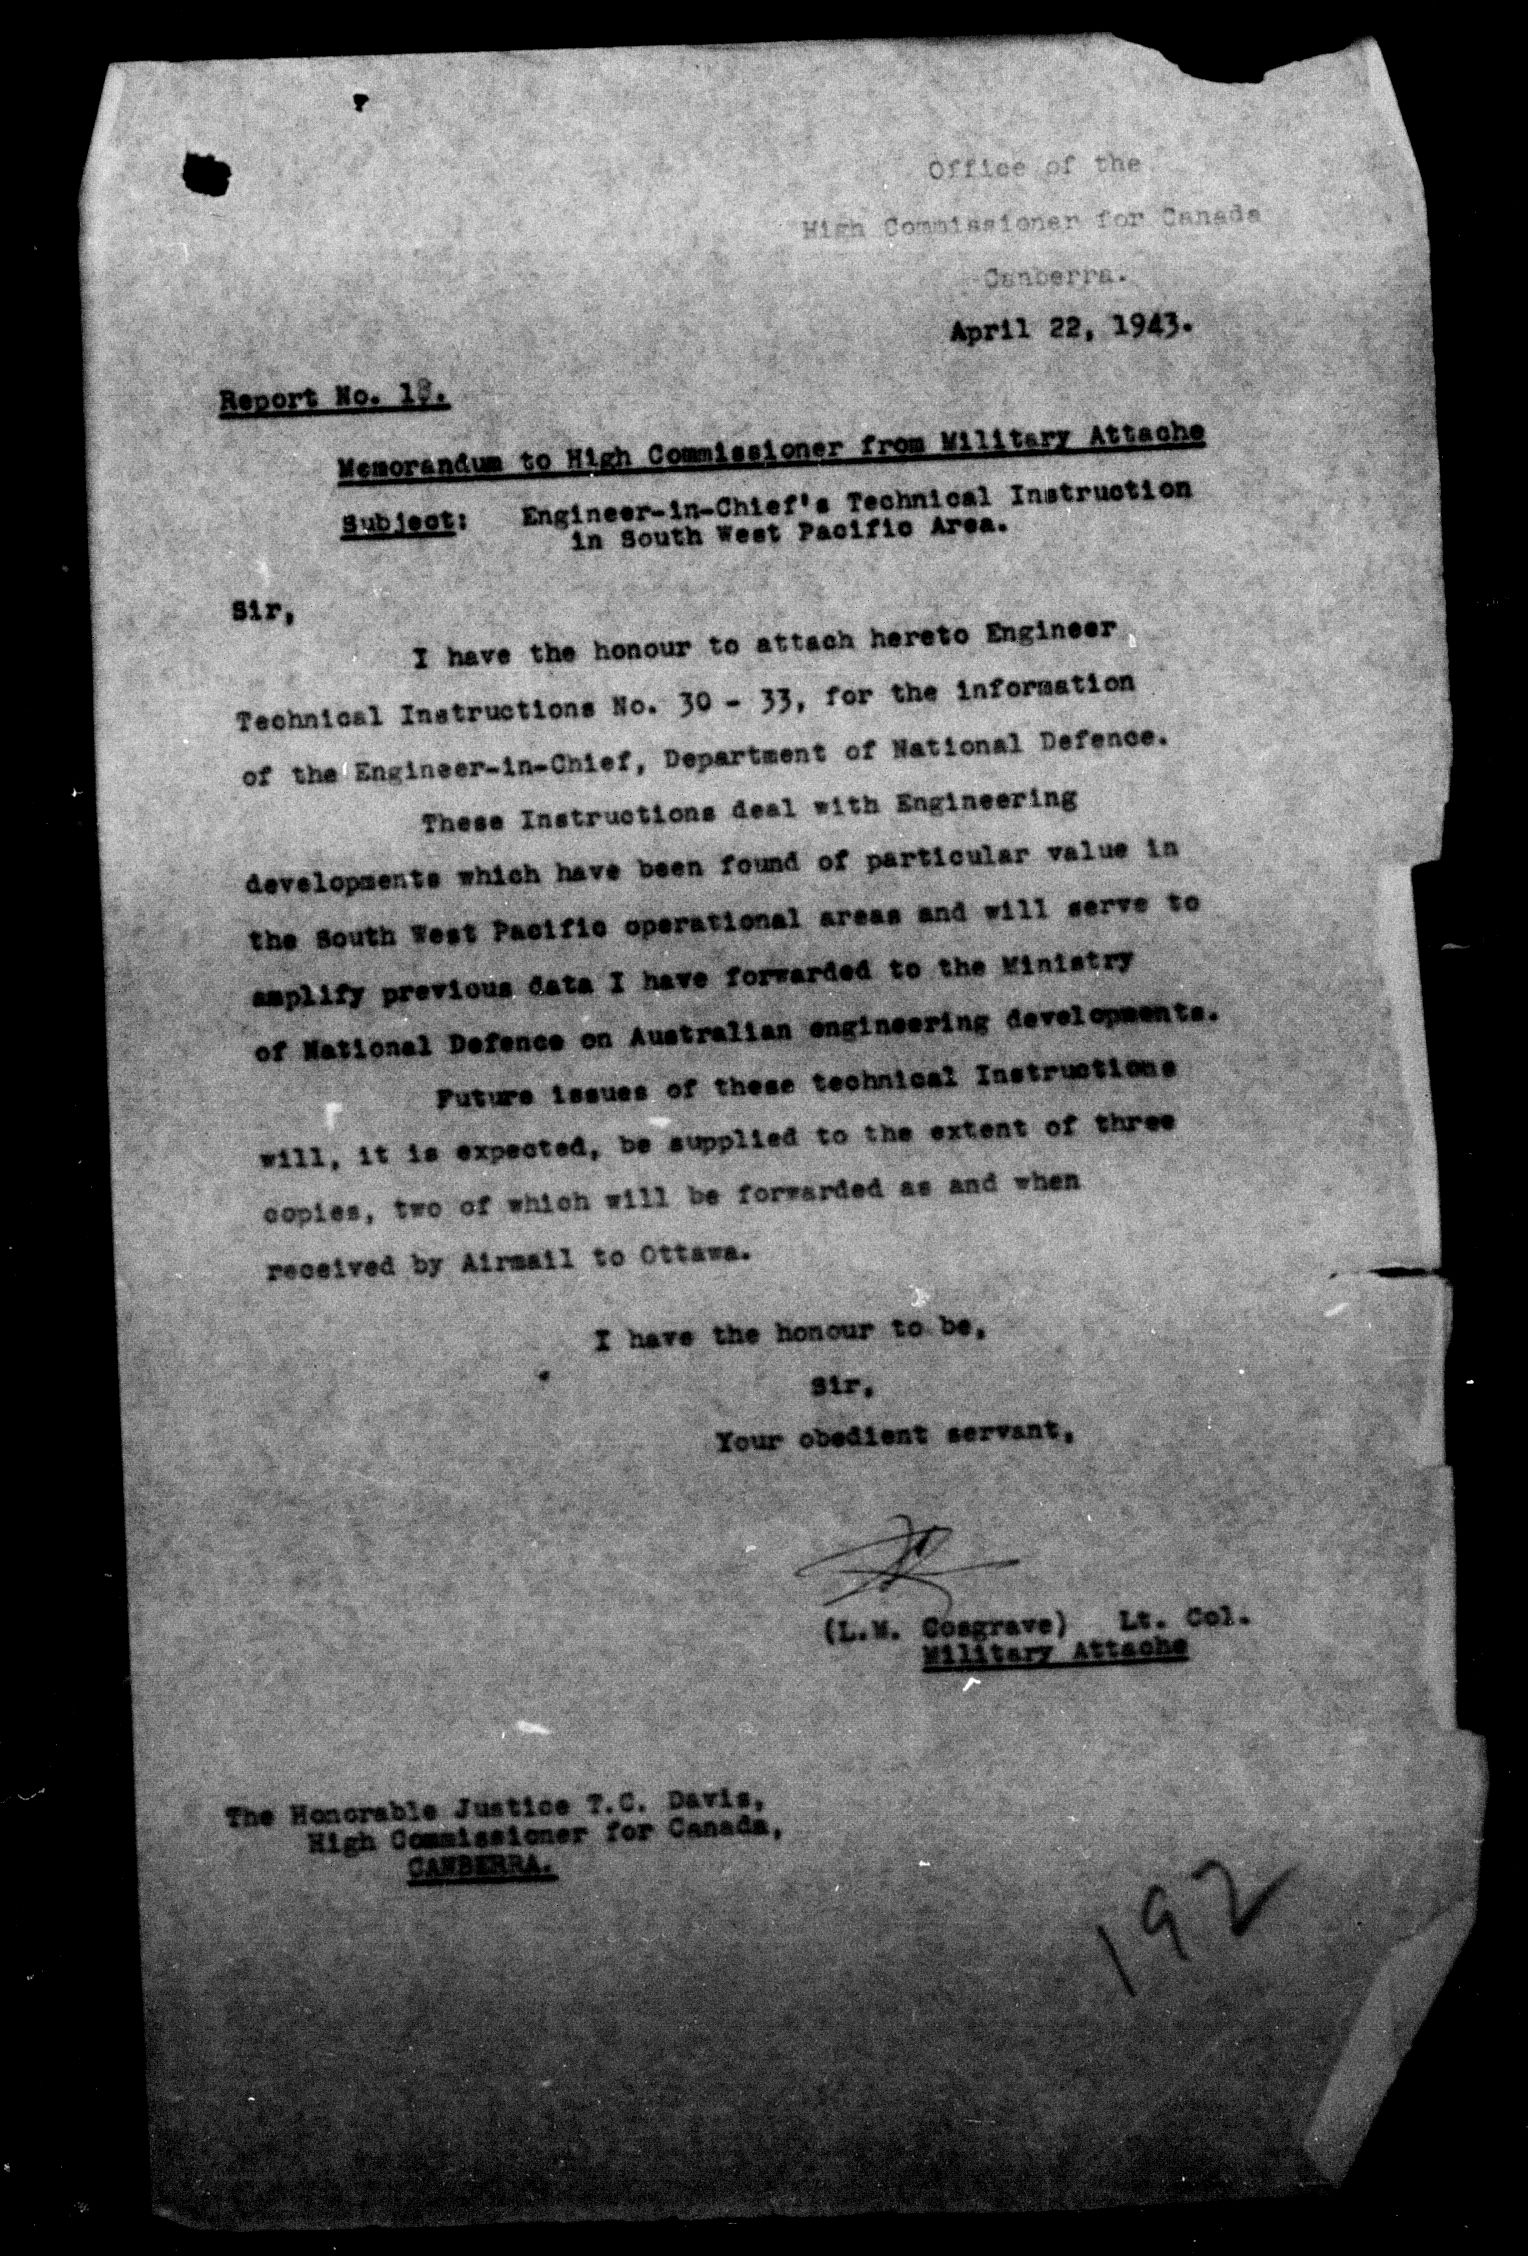 Office of the
High Commissioner for Canada
Canberra.
April 22, 1943.
Report No.
Memorandum to High Commissioner from Military Attache
Subject: Engineer-in-Chief's Technical Instruction
in South West Pacific Area.
Sir,
I have the honour to attach hereto Engineer
Technical Instructions No. 30 - 33, for the information
of the Engineer-in-Chief, Department of National Defence.
These Instructions deal with Engineering
developments which have been found of particular value in
the South West Pacific operational areas and will serve to
amplify previous data I have forwarded to the Ministry
of National Defence on Australian engineering developments.
Future issues of these technical Instructions
will, it is expected, be supplied to the extent of three
copies, two of which will be forwarded as and when
received by Airmail to Ottawa.
I have the honour to be,
Sir,
Your obedient servant,
(L.M. Cosgrave) Lt. Col.
Military Attache
The Honorable Justice T.C. Davis,
High Commissioner for Canada,
CANBERRA.
192